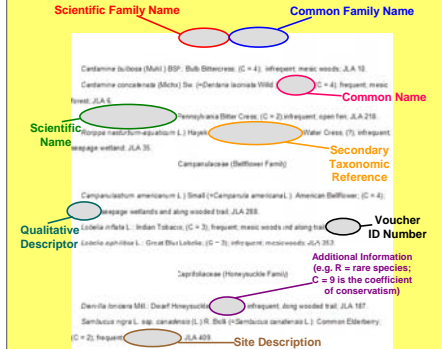 Scientific Family Name
Common Family Name
Cardamine bulbosa (Muhl.) BSP.: Bulb Bittercress; (C = 4); infrequent; mesic woods; JLA 10.
Cardamine concatenata (Michx) Sw. (=Dentaria laciniata Willd. (C = 4); frequent; mesic
forest; JLA 6.
Common Name
Pennsylvania Bitter Cress; (C = 2); infrequent; open fen; JLA 216.
Scientific Name
Rorippa nasturtium-aquaticum L.) Hayek Water Cress; (?); infrequent;
seepage wetland; JLA 35.
Secondary Taxonomic Reference
Campanulaceae (Bellflower Family)
Campanulastrum americanum L.) Small (=Campanula americana L.): American Bellflower; (C = 4);
seepage wetlands and along wooded trail; JLA 288.
Qualitative Descriptor
Lobelia inflata L.: Indian Tobacco; (C = 3); frequent; mesic woods and along trail
Voucher ID Number
Lobelia siphilitica L.: Great Blue Lobelia; (C = 3); infrequent; mesic woods; JLA
Additional Information
(e.g. R = rare species;
C = 9 is the coefficient
of conservatism)
Caprifoliaceae (Honeysuckle Family)
Diervilla lonicera Mill.: Dwarf Honeysuckle infrequent; along wooded trail; JLA 187.
Sambucus nigra L. ssp. canadensis (L.) R. Bolli (=Sambucus canadensis L.): Common Elderberry;
(C = 2); frequent JLA 409.
Site Description